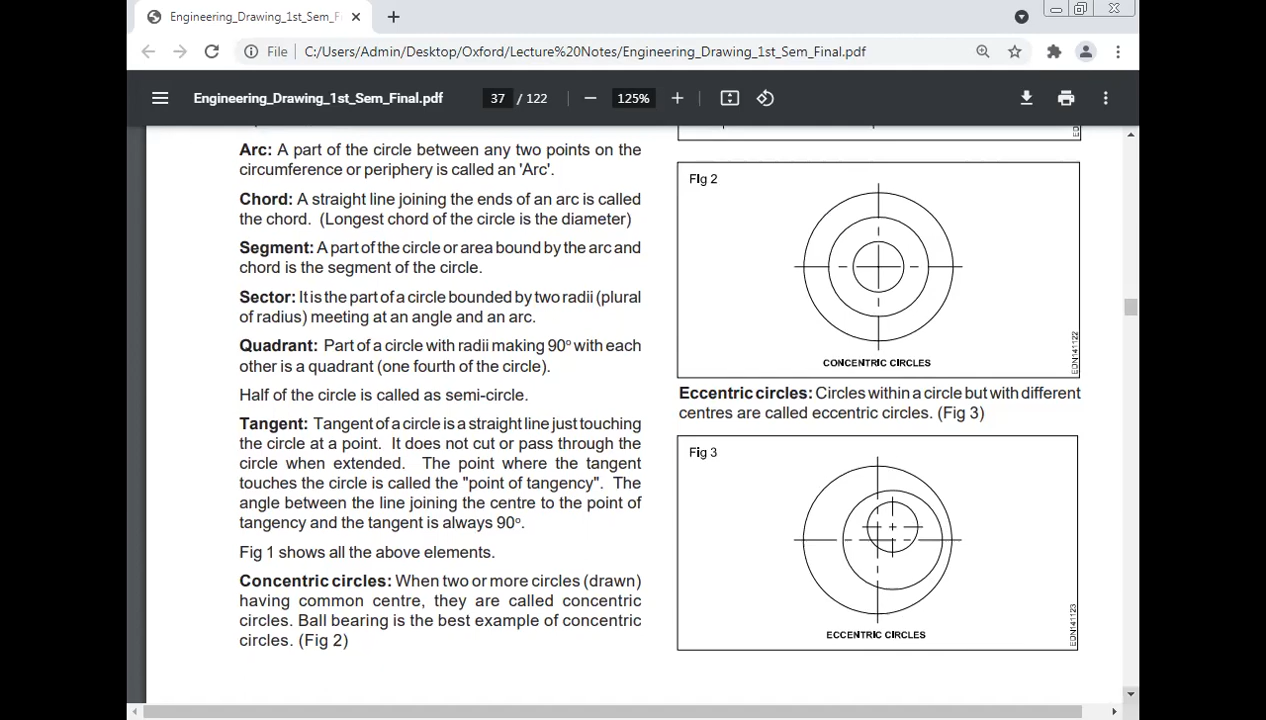 Engineering_Drawing_1st_Sem_Fi
File
C:/Users/Admin/Desktop/Oxford/Lecture%20Notes/Engineering_Drawing_1st_Sem_Final.pdf
Engineering_Drawing_1st_Sem_Final.pdf
37 / 122
125%
Arc: A part of the circle between any two points on the
circumference or periphery is called an 'Arc'.
Chord: A straight line joining the ends of an arc is called
the chord. (Longest chord of the circle is the diameter)
Segment: A part of the circle or area bound by the arc and
chord is the segment of the circle.
Sector: It is the part of a circle bounded by two radii (plural
of radius) meeting at an angle and an arc.
Quadrant: Part of a circle with radii making 90° with each
other is a quadrant (one fourth of the circle).
Half of the circle is called as semi-circle.
Tangent: Tangent of a circle is a straight line just touching
the circle at a point. It does not cut or pass through the
circle when extended. The point where the tangent
touches the circle is called the "point of tangency". The
angle between the line joining the centre to the point of
tangency and the tangent is always 90°.
Fig 1 shows all the above elements.
Concentric circles: When two or more circles (drawn)
having common centre, they are called concentric
circles. Ball bearing is the best example of concentric
circles. (Fig 2)
Fig 2
CONCENTRIC CIRCLES
EDN141122
Eccentric circles: Circles within a circle but with different
centres are called eccentric circles. (Fig 3)
Fig 3
ECCENTRIC CIRCLES
EDN141123